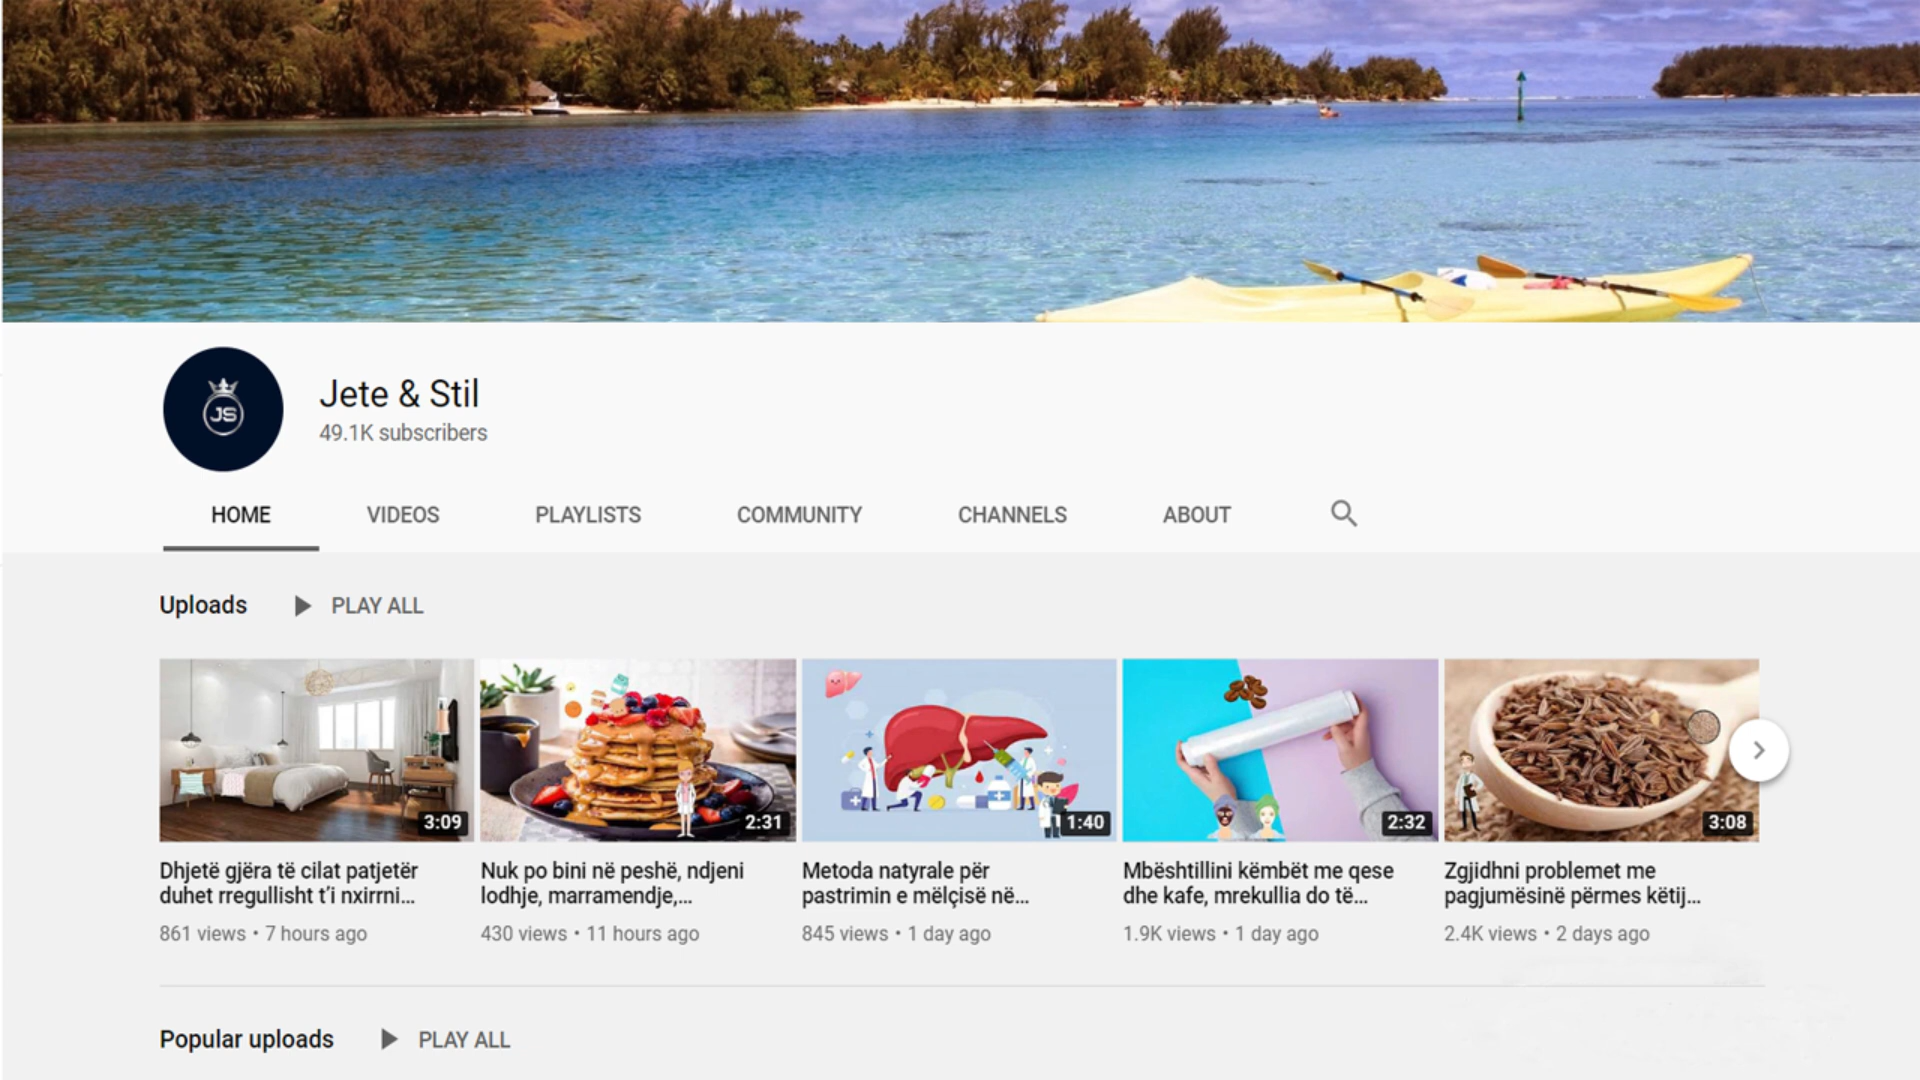 JS
Jete & Stil
49.1K subscribers
HOME VIDEOS PLAYLISTS COMMUNITY CHANNELS ABOUT
Uploads PLAY ALL
3:09 2:31 1:40 2:32 3:08
Dhjetë gjëra të cilat patjetër
duhet rregullisht t'i nxirrni...
861 views • 7 hours ago
Nuk po bini në peshë, ndjeni
lodhje, marramendje,...
430 views • 11 hours ago
Metoda natyrale për
pastrimin e mëlçisë në...
845 views • 1 day ago
Mbështillini këmbët me qese
dhe kafe, mrekullia do të...
1.9K views • 1 day ago
Zgjidhni problemet me
pagjumësinë përmes këtij...
2.4K views • 2 days ago
Popular uploads PLAY ALL